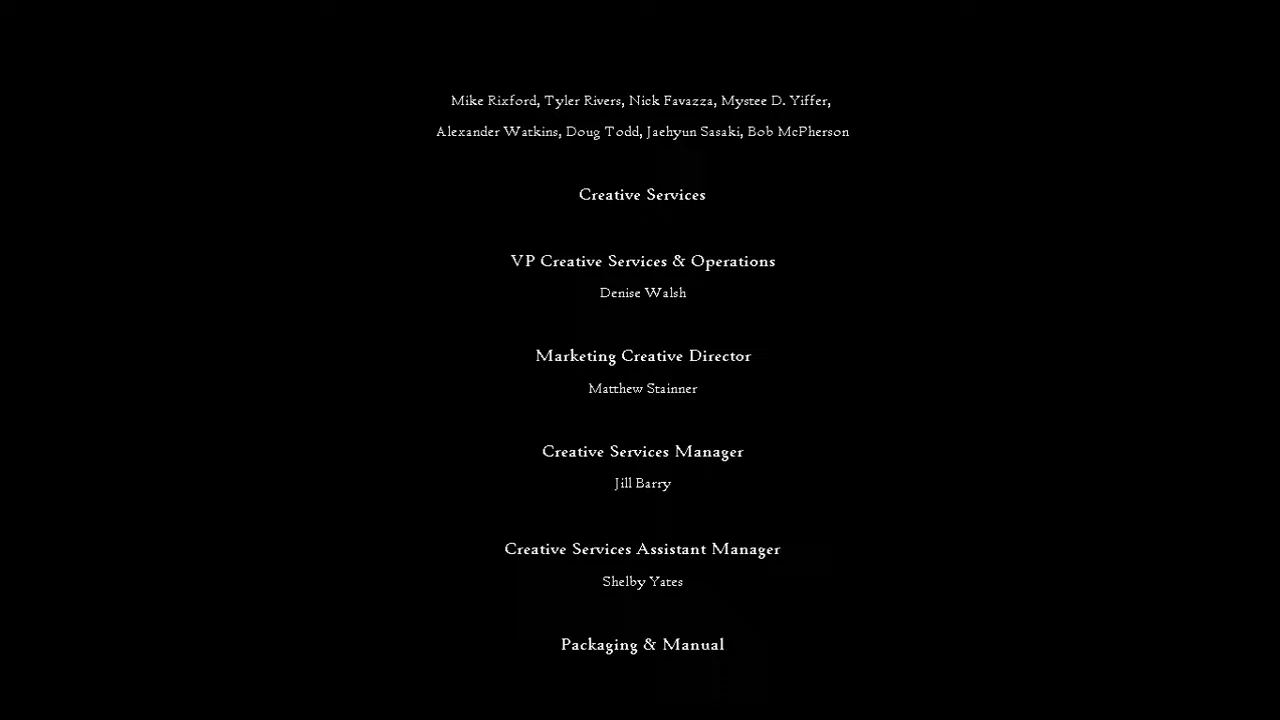 Mike Rixford, Tyler Rivers, Nick Favazza, Mystee D. Yiffer,
Alexander Watkins, Doug Todd, Jaehyun Sasaki, Bob McPherson
Creative Services
VP Creative Services & Operations
Denise Walsh
Marketing Creative Director
Matthew Stainner
Creative Services Manager
Jill Barry
Creative Services Assistant Manager
Shelby Yates
Packaging & Manual